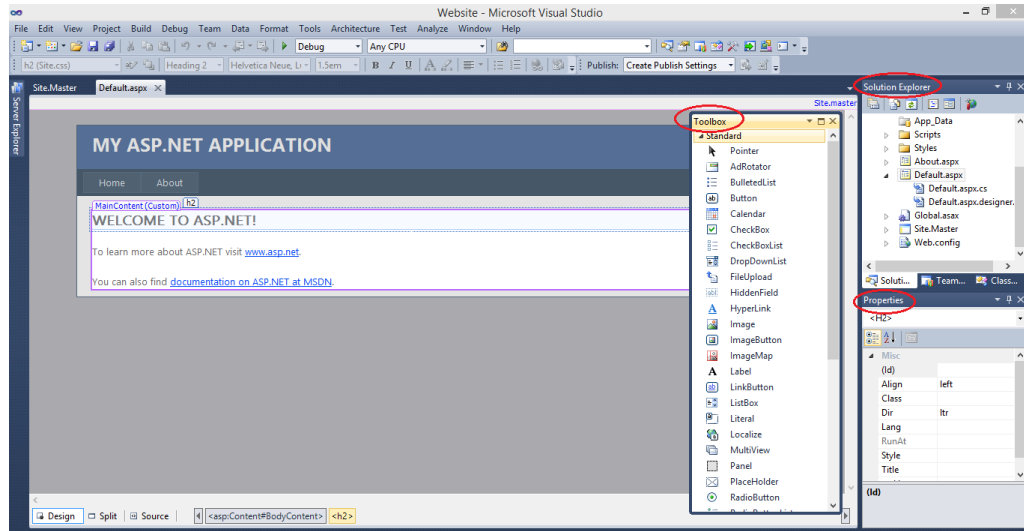 Website - Microsoft Visual Studio
File Edit View Project Build Debug Team Data Format Tools Architecture Test Analyze Window Help
Debug Any CPU
h2 (Site.css) Heading 2 Helvetica Neue, Lu 1.5em B I U A Publish: Create Publish Settings
Server Explorer
Site.Master Default.aspx
Site.master
MY ASP.NET APPLICATION
Home About
MainContent (Custom) h2
WELCOME TO ASP.NET!
To learn more about ASP.NET visit www.asp.net.
You can also find documentation on ASP.NET at MSDN.
Design Split Source <asp:Content#BodyContent> <h2>
Toolbox
Standard
Pointer
AdRotator
BulletedList
Button
Calendar
CheckBox
CheckBoxList
DropDownList
FileUpload
HiddenField
HyperLink
Image
ImageButton
ImageMap
Label
LinkButton
ListBox
Literal
Localize
MultiView
Panel
PlaceHolder
RadioButton
Solution Explorer
App_Data
Scripts
Styles
About.aspx
Default.aspx
Default.aspx.cs
Default.aspx.designer.
Global.asax
Site.Master
Web.config
Soluti... Team... Class...
Properties
<H2>
Misc
(Id)
Align left
Class
Dir ltr
Lang
RunAt
Style
Title
(Id)